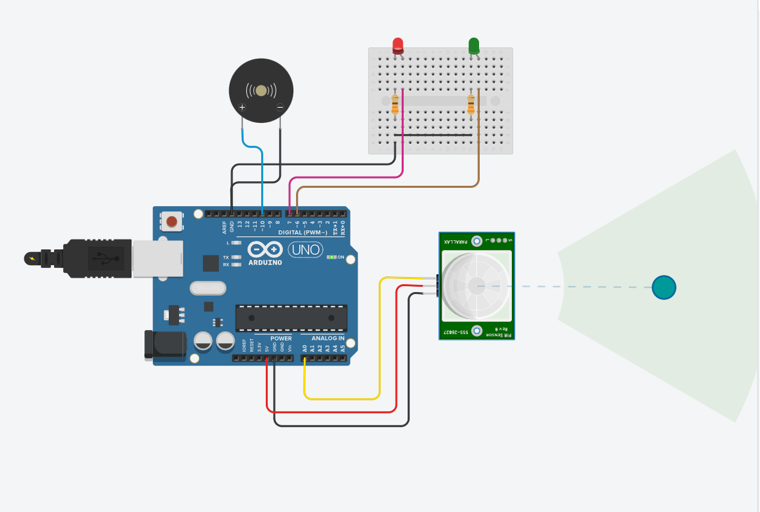 +
−
AREF
GND
13
12
~11
~10
~9
8
7
~6
~5
4
~3
2
TX→1
RX←0
DIGITAL (PWM~)
L
TX
RX
ARDUINO
UNO
ON
POWER
ANALOG IN
IOREF
RESET
3.3V
5V
GND
GND
Vin
A0
A1
A2
A3
A4
A5
PARALLAX
555-28027
Rev B
PIR Sensor